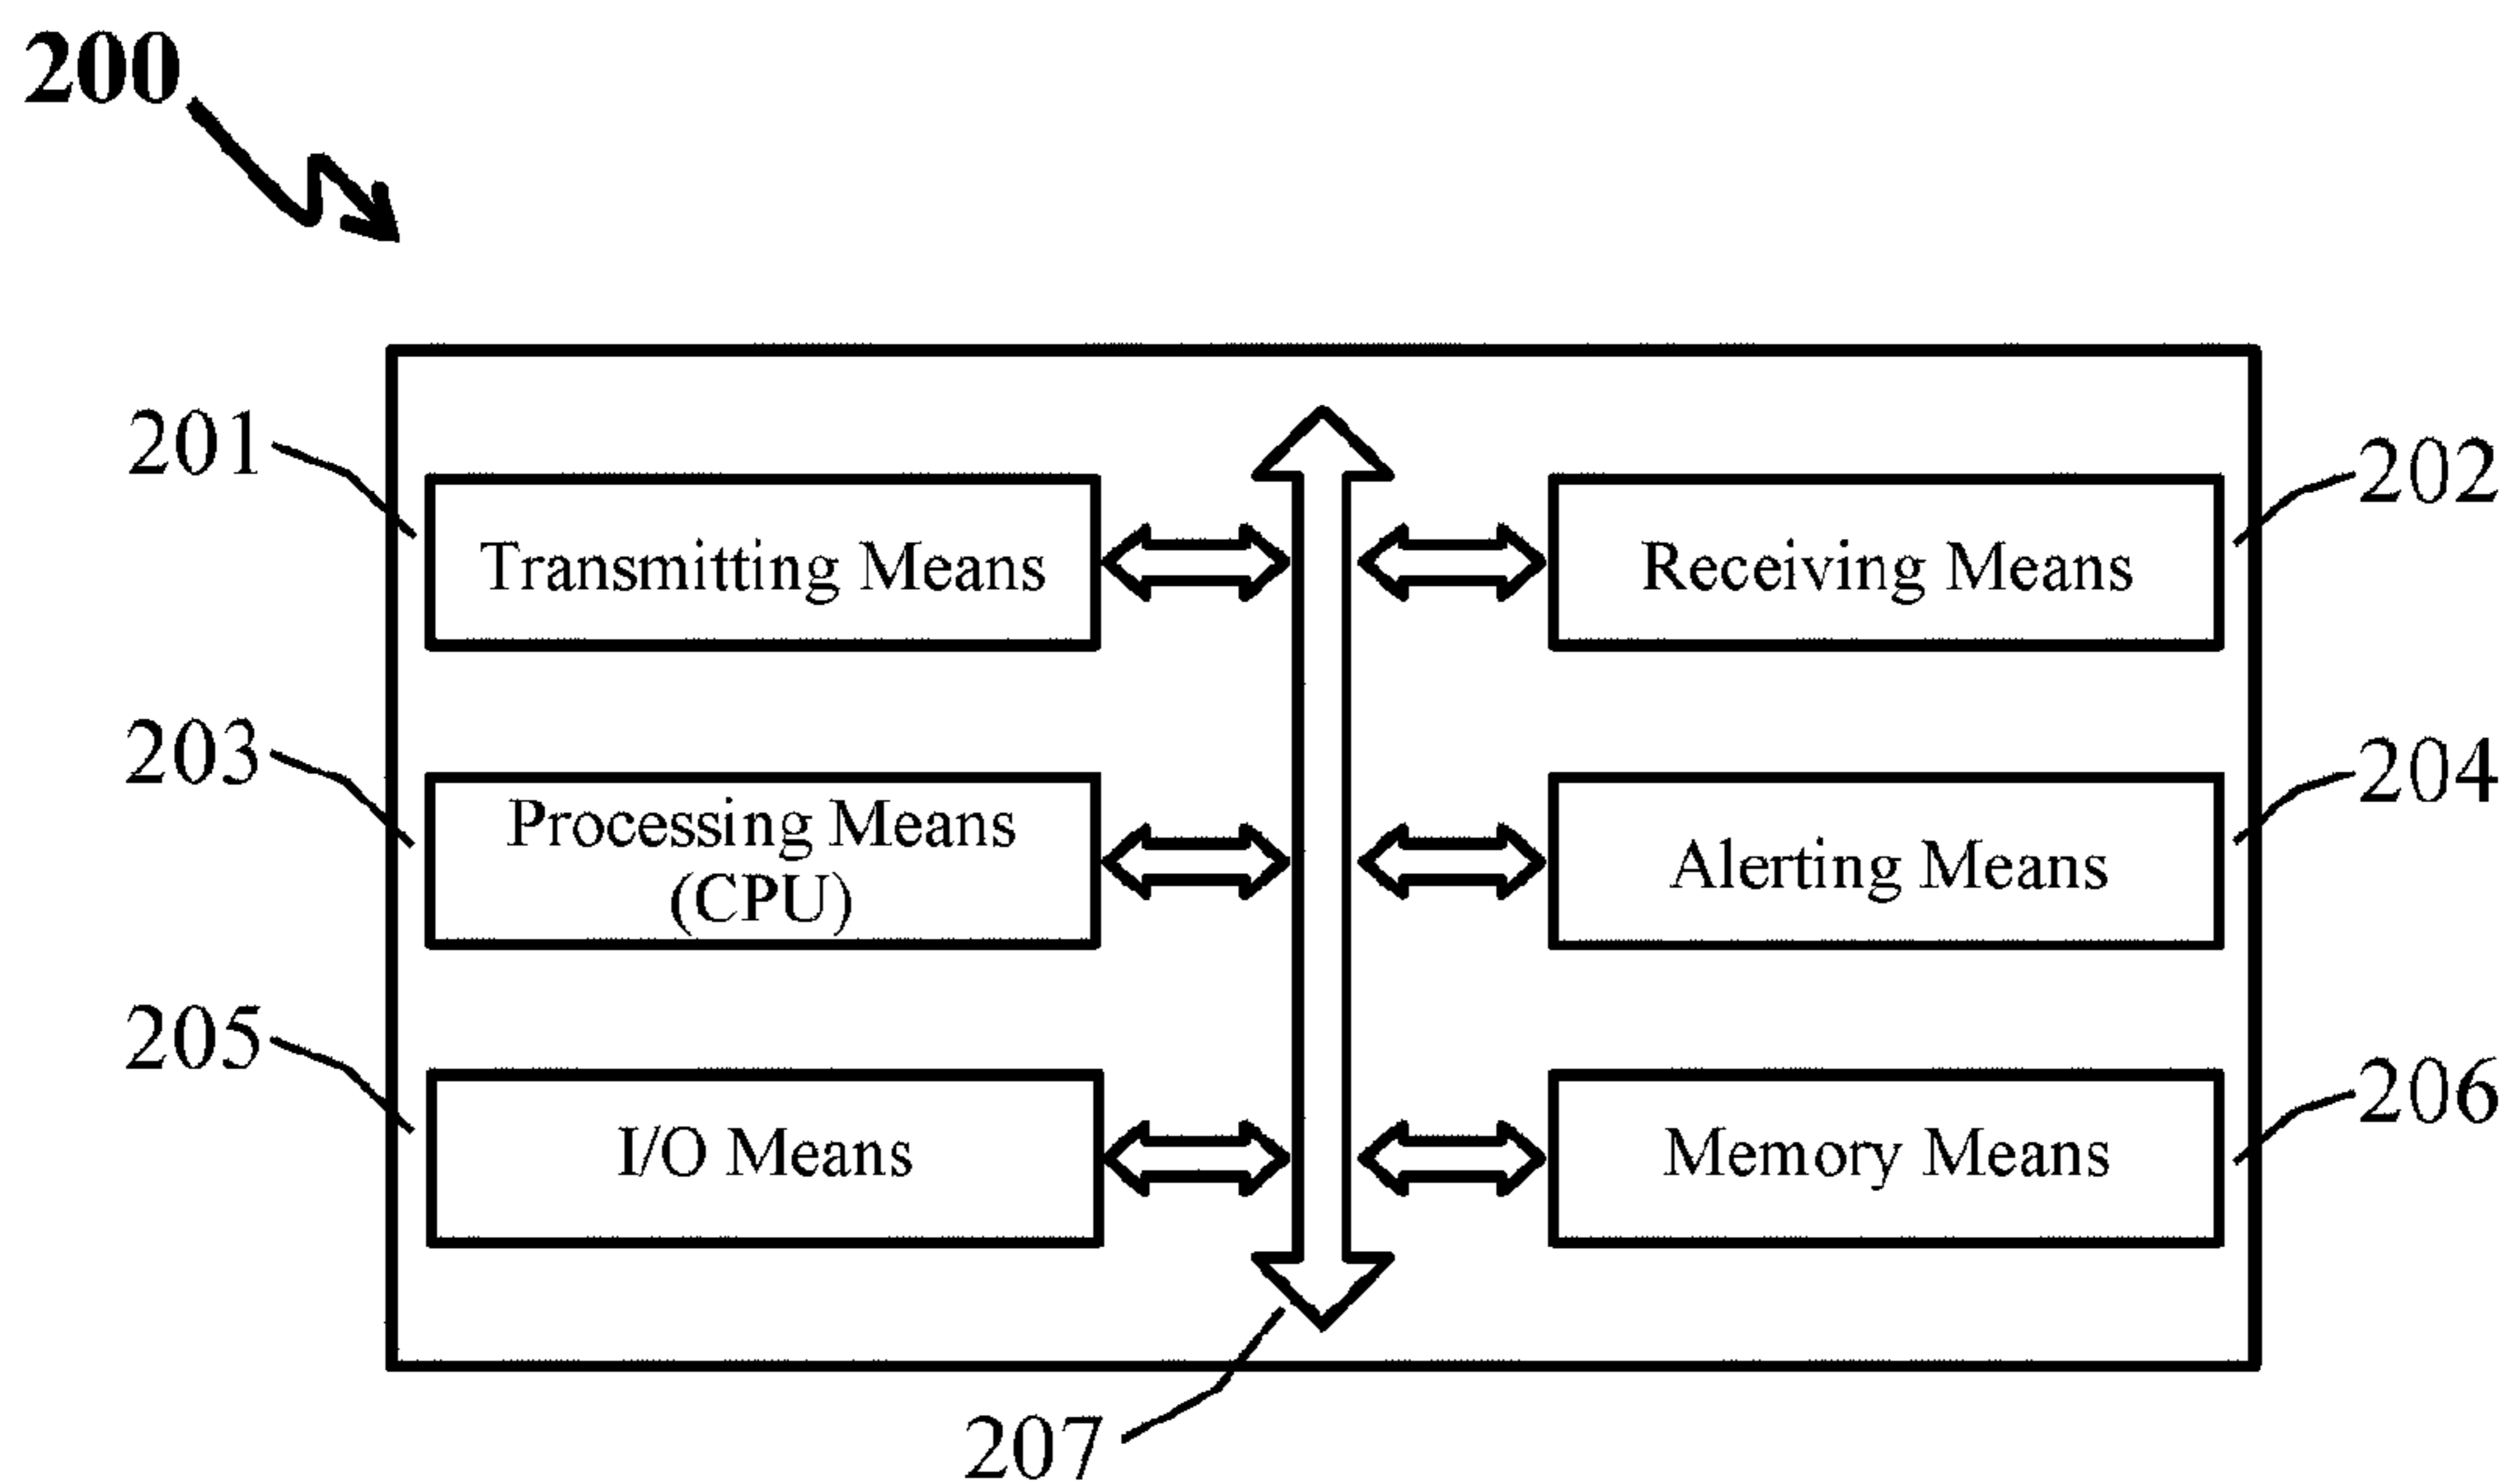 200
201
Transmitting Means
Receiving Means
202
203
Processing Means
(CPU)
Alerting Means
204
205
I/O Means
Memory Means
206
207